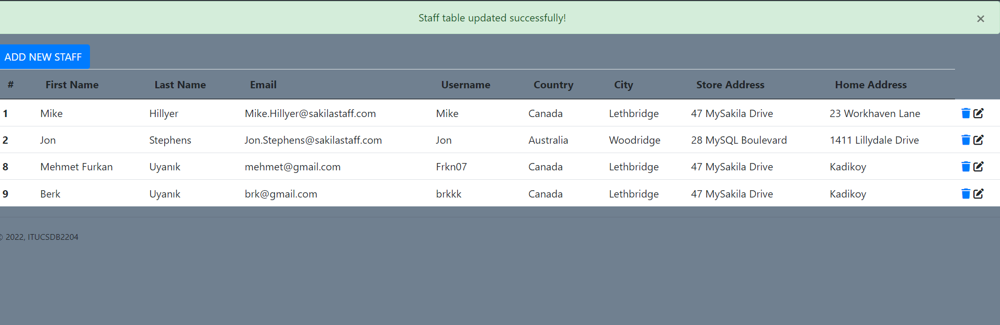 Staff table updated successfully! ×
ADD NEW STAFF
# First Name Last Name Email Username Country City Store Address Home Address
1 Mike Hillyer Mike.Hillyer@sakilastaff.com Mike Canada Lethbridge 47 MySakila Drive 23 Workhaven Lane
2 Jon Stephens Jon.Stephens@sakilastaff.com Jon Australia Woodridge 28 MySQL Boulevard 1411 Lillydale Drive
8 Mehmet Furkan Uyanık mehmet@gmail.com Frkn07 Canada Lethbridge 47 MySakila Drive Kadikoy
9 Berk Uyanık brk@gmail.com brkkk Canada Lethbridge 47 MySakila Drive Kadikoy
© 2022, ITUCSDB2204